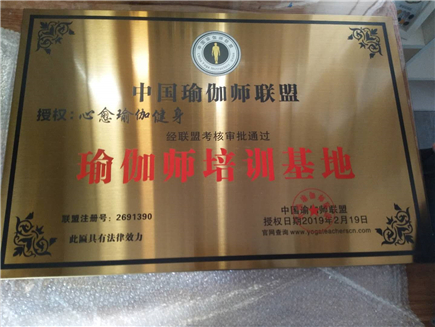 中国瑜伽师联盟
授权：心愈瑜伽健身
经联盟考核审批通过
瑜伽师培训基地
联盟注册号：2691390
此匾具有法律效力
中国瑜伽师联盟
授权日期2019年2月19日